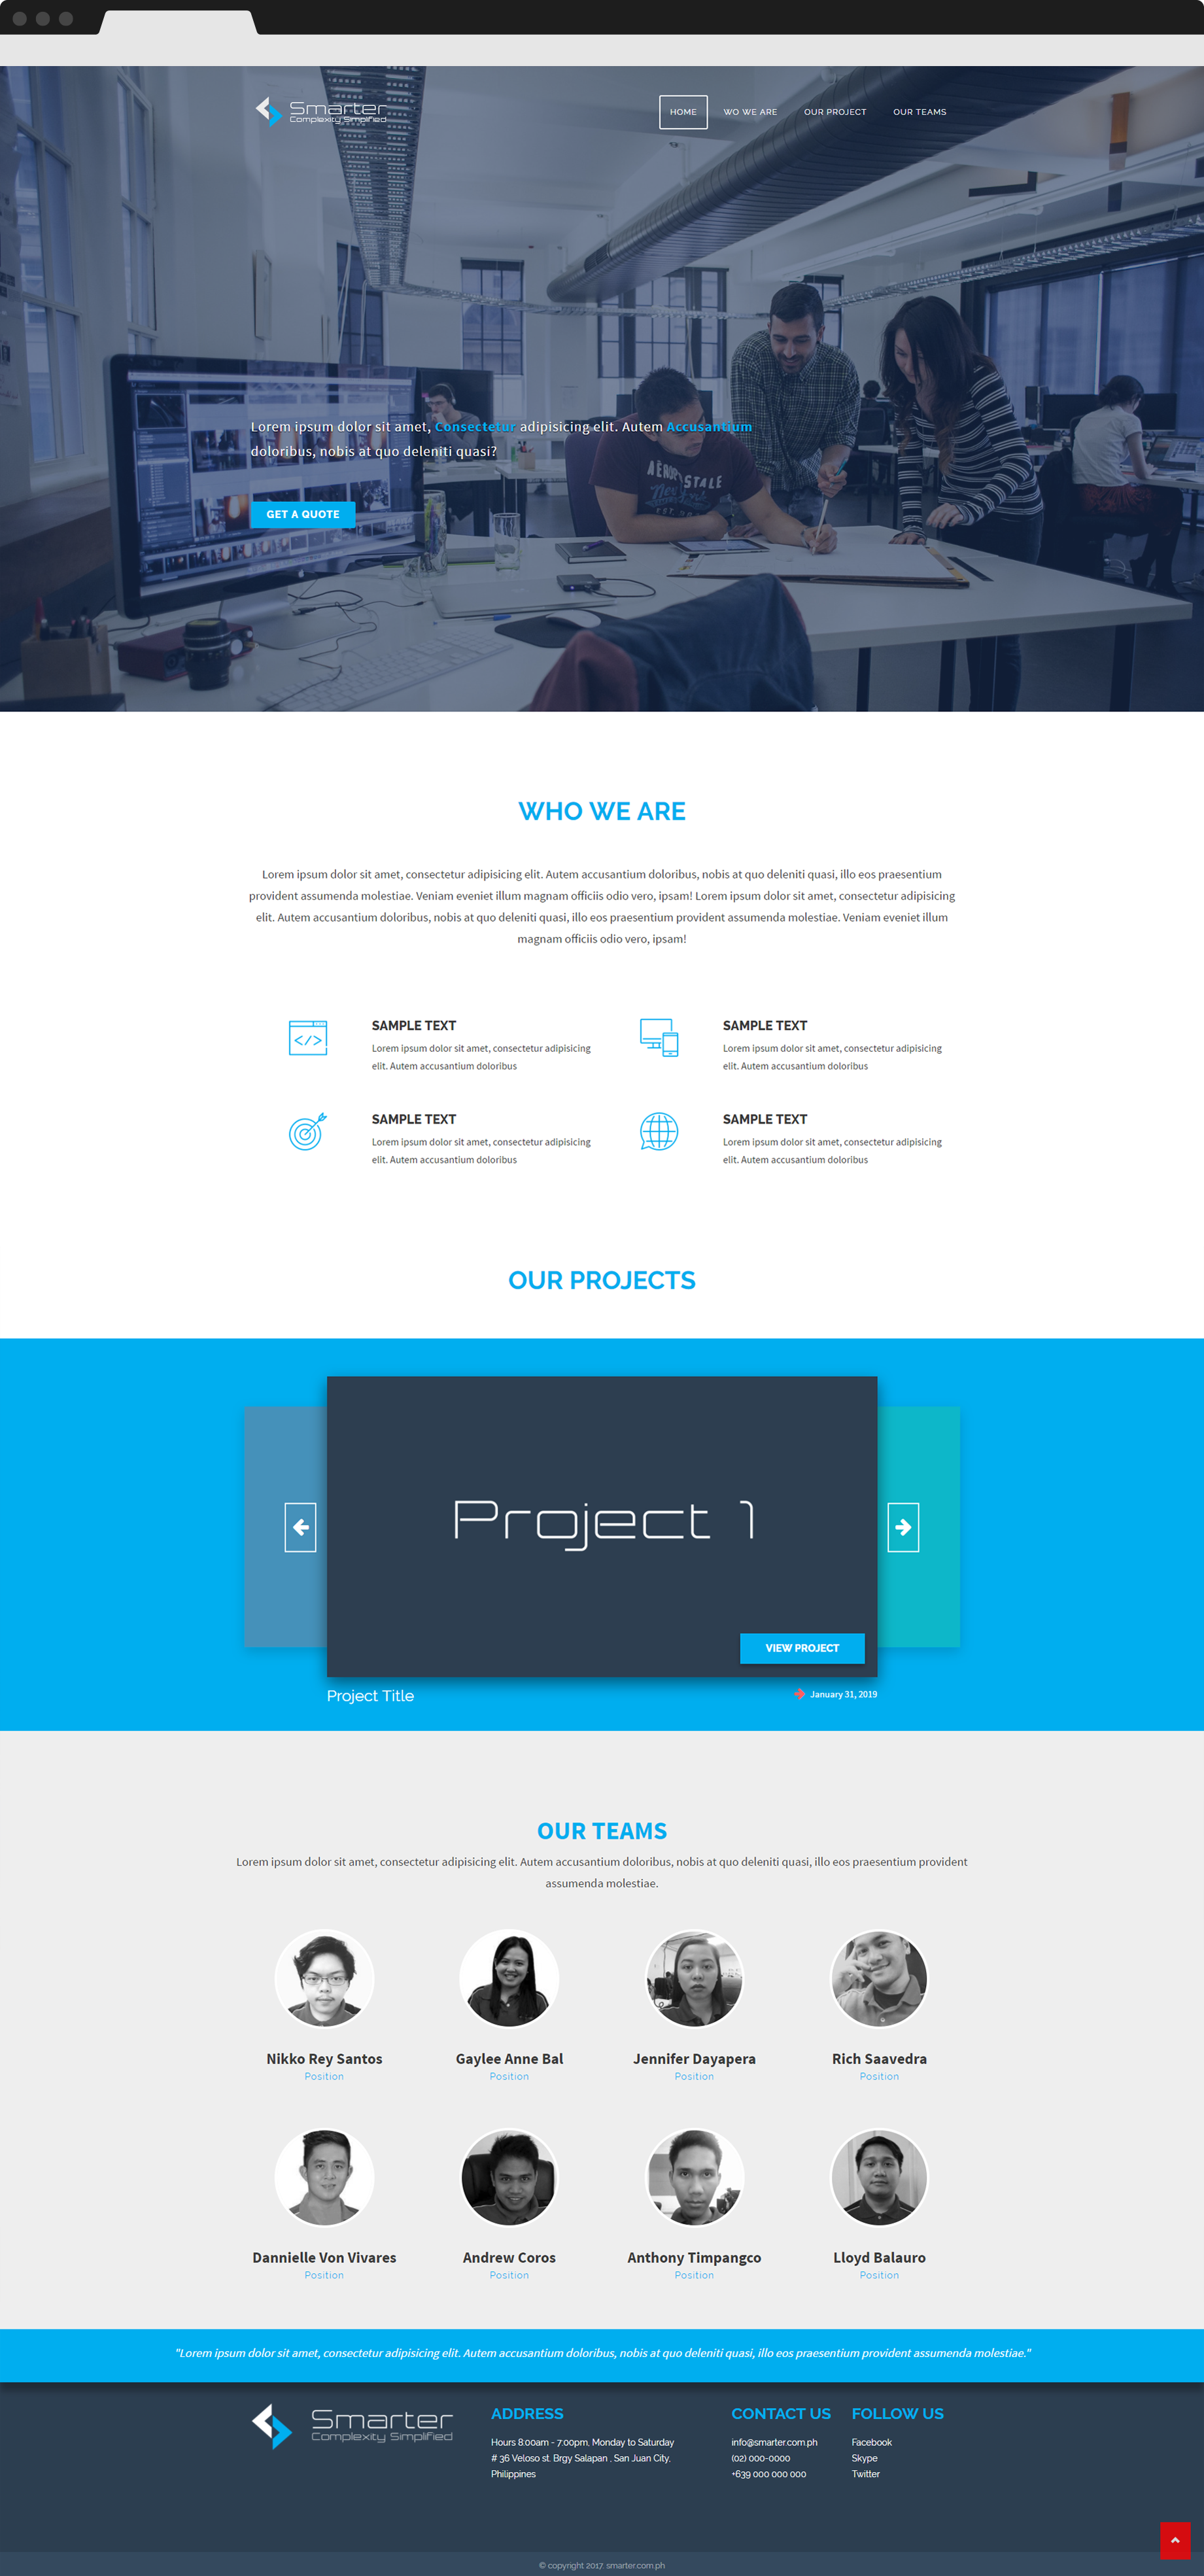 Smarter
Complexity Simplified
HOME
WO WE ARE
OUR PROJECT
OUR TEAMS
Lorem ipsum dolor sit amet, Consectetur adipisicing elit. Autem Accusantium
doloribus, nobis at quo deleniti quasi?
GET A QUOTE
WHO WE ARE
Lorem ipsum dolor sit amet, consectetur adipisicing elit. Autem accusantium doloribus, nobis at quo deleniti quasi, illo eos praesentium
provident assumenda molestiae. Veniam eveniet illum magnam officiis odio vero, ipsam! Lorem ipsum dolor sit amet, consectetur adipisicing
elit. Autem accusantium doloribus, nobis at quo deleniti quasi, illo eos praesentium provident assumenda molestiae. Veniam eveniet illum
magnam officiis odio vero, ipsam!
SAMPLE TEXT
Lorem ipsum dolor sit amet, consectetur adipisicing
elit. Autem accusantium doloribus
SAMPLE TEXT
Lorem ipsum dolor sit amet, consectetur adipisicing
elit. Autem accusantium doloribus
SAMPLE TEXT
Lorem ipsum dolor sit amet, consectetur adipisicing
elit. Autem accusantium doloribus
SAMPLE TEXT
Lorem ipsum dolor sit amet, consectetur adipisicing
elit. Autem accusantium doloribus
OUR PROJECTS
Project 1
VIEW PROJECT
Project Title
January 31, 2019
OUR TEAMS
Lorem ipsum dolor sit amet, consectetur adipisicing elit. Autem accusantium doloribus, nobis at quo deleniti quasi, illo eos praesentium provident
assumenda molestiae.
Nikko Rey Santos
Position
Gaylee Anne Bal
Position
Jennifer Dayapera
Position
Rich Saavedra
Position
Dannielle Von Vivares
Position
Andrew Coros
Position
Anthony Timpangco
Position
Lloyd Balauro
Position
"Lorem ipsum dolor sit amet, consectetur adipisicing elit. Autem accusantium doloribus, nobis at quo deleniti quasi, illo eos praesentium provident assumenda molestiae."
Smarter
Complexity Simplified
ADDRESS
Hours 8:00am - 7:00pm, Monday to Saturday
# 36 Veloso st. Brgy Salapan , San Juan City,
Philippines
CONTACT US
info@smarter.com.ph
(02) 000-0000
+639 000 000 000
FOLLOW US
Facebook
Skype
Twitter
© copyright 2017. smarter.com.ph